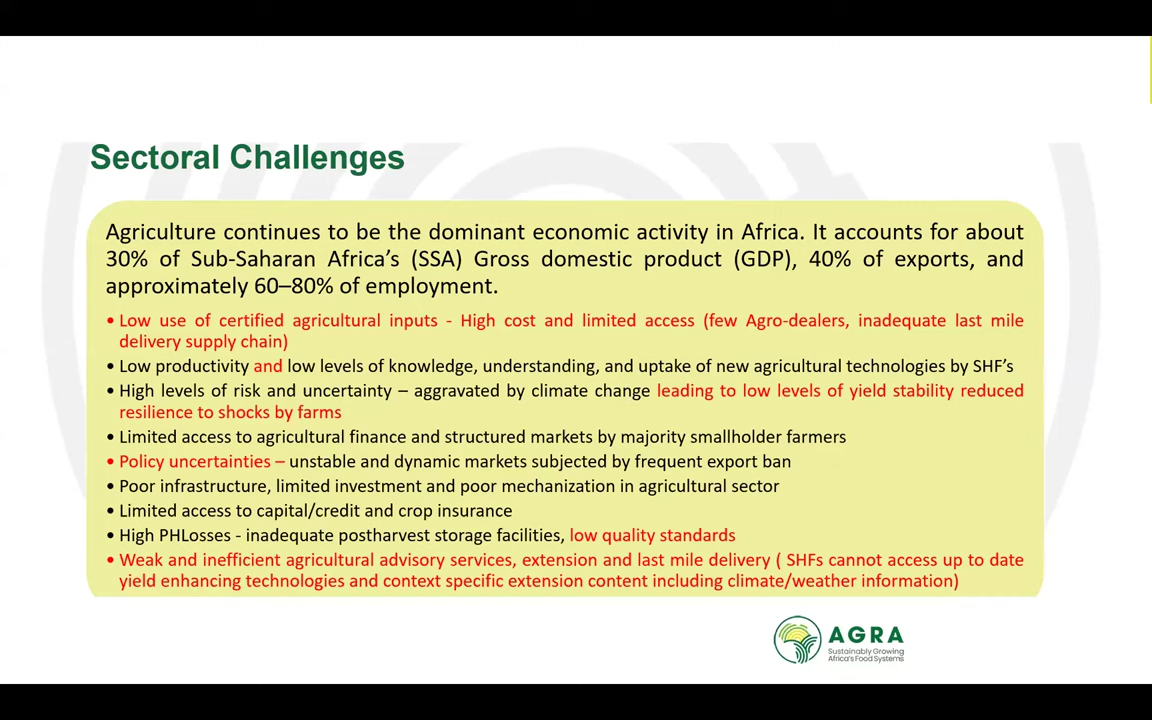 Sectoral Challenges
Agriculture continues to be the dominant economic activity in Africa. It accounts for about
30% of Sub-Saharan Africa’s (SSA) Gross domestic product (GDP), 40% of exports, and
approximately 60–80% of employment.
• Low use of certified agricultural inputs - High cost and limited access (few Agro-dealers, inadequate last mile
delivery supply chain)
• Low productivity and low levels of knowledge, understanding, and uptake of new agricultural technologies by SHF’s
• High levels of risk and uncertainty – aggravated by climate change leading to low levels of yield stability reduced
resilience to shocks by farms
• Limited access to agricultural finance and structured markets by majority smallholder farmers
• Policy uncertainties – unstable and dynamic markets subjected by frequent export ban
• Poor infrastructure, limited investment and poor mechanization in agricultural sector
• Limited access to capital/credit and crop insurance
• High PHLosses - inadequate postharvest storage facilities, low quality standards
• Weak and inefficient agricultural advisory services, extension and last mile delivery ( SHFs cannot access up to date
yield enhancing technologies and context specific extension content including climate/weather information)
AGRA
Sustainably Growing
Africa's Food Systems